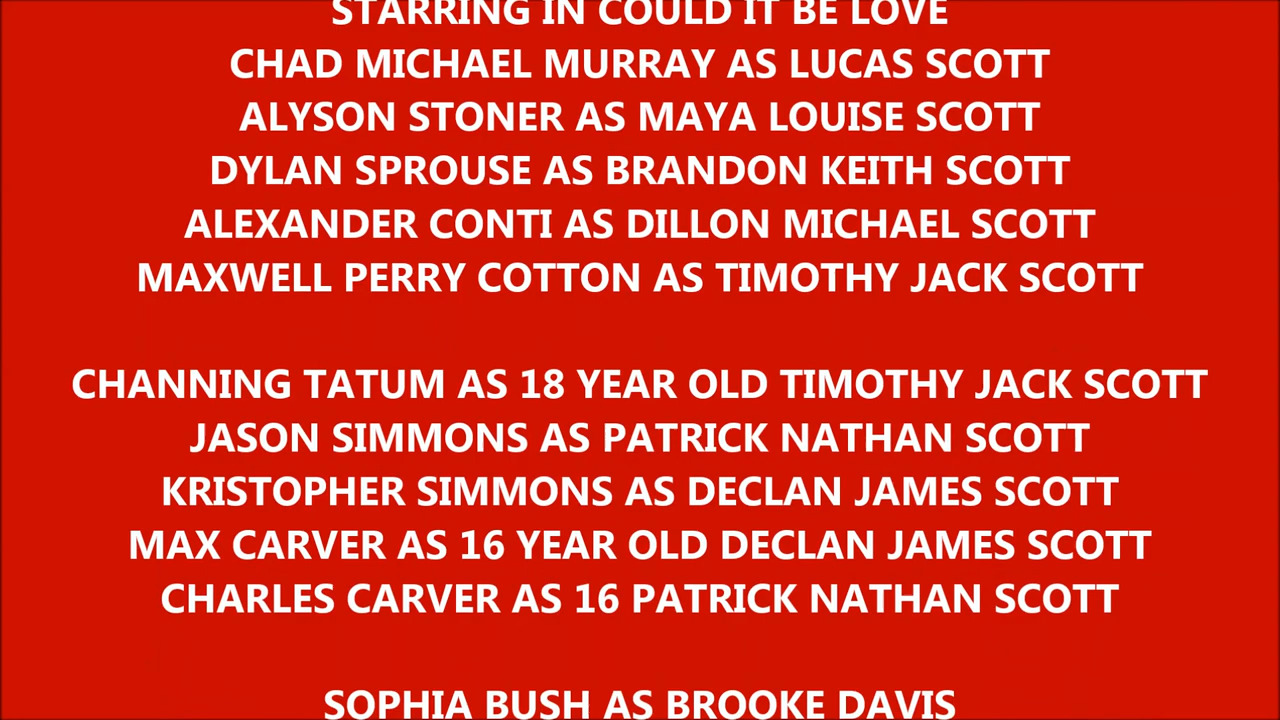 STARRING IN COULD IT BE LOVE
CHAD MICHAEL MURRAY AS LUCAS SCOTT
ALYSON STONER AS MAYA LOUISE SCOTT
DYLAN SPROUSE AS BRANDON KEITH SCOTT
ALEXANDER CONTI AS DILLON MICHAEL SCOTT
MAXWELL PERRY COTTON AS TIMOTHY JACK SCOTT
CHANNING TATUM AS 18 YEAR OLD TIMOTHY JACK SCOTT
JASON SIMMONS AS PATRICK NATHAN SCOTT
KRISTOPHER SIMMONS AS DECLAN JAMES SCOTT
MAX CARVER AS 16 YEAR OLD DECLAN JAMES SCOTT
CHARLES CARVER AS 16 PATRICK NATHAN SCOTT
SOPHIA BUSH AS BROOKE DAVIS